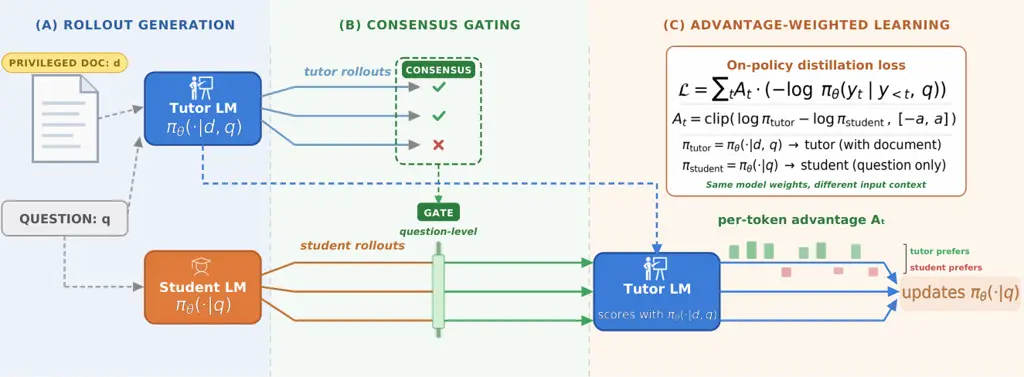 (A) ROLLOUT GENERATION
PRIVILEGED DOC: d
Tutor LM
πθ(·|d, q)
QUESTION: q
Student LM
πθ(·|q)
(B) CONSENSUS GATING
tutor rollouts
CONSENSUS
GATE
question-level
student rollouts
(C) ADVANTAGE-WEIGHTED LEARNING
On-policy distillation loss
ℒ = ∑ₜAₜ · (−log πθ(yₜ | y<t, q))
Aₜ = clip( log πtutor − log πstudent , [−a, a] )
πtutor = πθ(·|d, q) → tutor (with document)
πstudent = πθ(·|q) → student (question only)
Same model weights, different input context
per-token advantage Aₜ
tutor prefers
student prefers
Tutor LM
scores with πθ(·|d, q)
updates πθ(·|q)